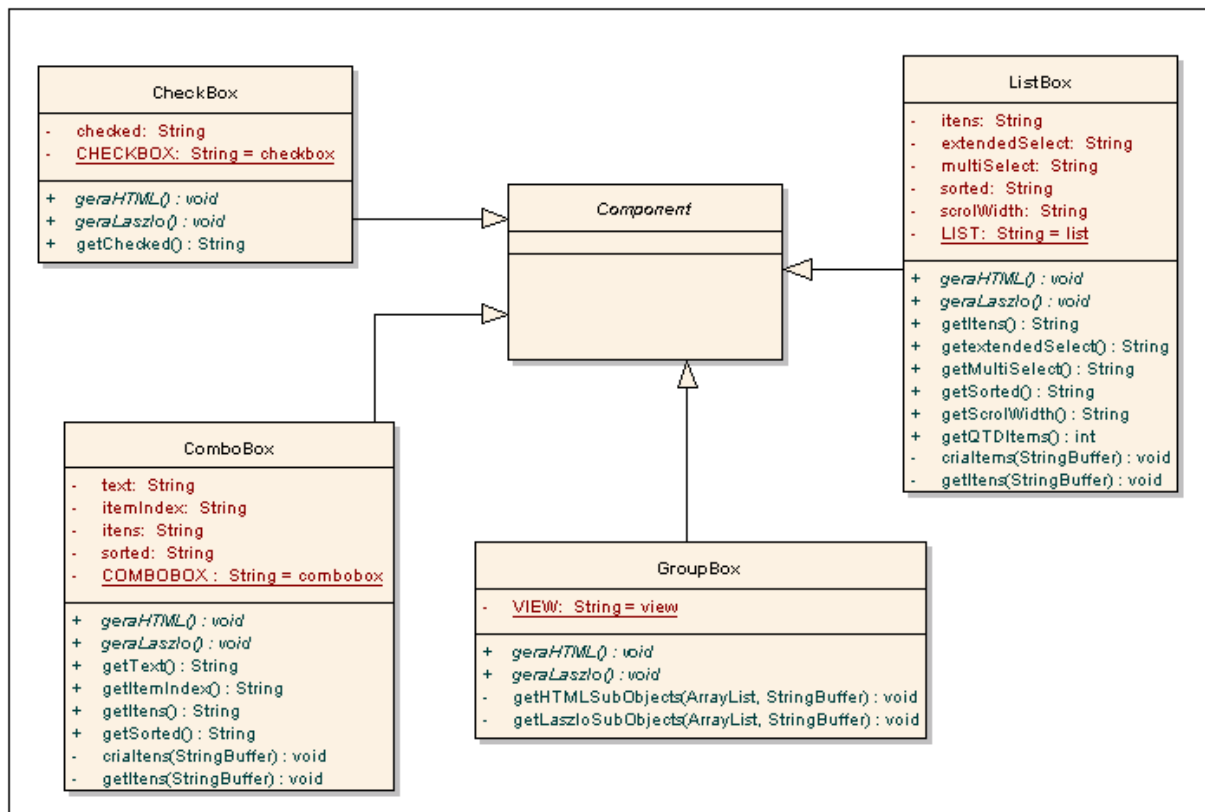 CheckBox
- checked: String
- CHECKBOX: String = checkbox
+ geraHTML() : void
+ geraLaszlo() : void
+ getChecked() : String
Component
ListBox
- itens: String
- extendedSelect: String
- multiSelect: String
- sorted: String
- scrolWidth: String
- LIST: String = list
+ geraHTML() : void
+ geraLaszlo() : void
+ getItens() : String
+ getextendedSelect() : String
+ getMultiSelect() : String
+ getSorted() : String
+ getScrolWidth() : String
+ getQTDItems() : int
- criaItems(StringBuffer) : void
- getItens(StringBuffer) : void
ComboBox
- text: String
- itemIndex: String
- itens: String
- sorted: String
- COMBOBOX : String = combobox
+ geraHTML() : void
+ geraLaszlo() : void
+ getText() : String
+ getItemIndex() : String
+ getItens() : String
+ getSorted() : String
- criaItens(StringBuffer) : void
- getItens(StringBuffer) : void
GroupBox
- VIEW: String = view
+ geraHTML() : void
+ geraLaszlo() : void
- getHTMLSubObjects(ArrayList, StringBuffer) : void
- getLaszloSubObjects(ArrayList, StringBuffer) : void